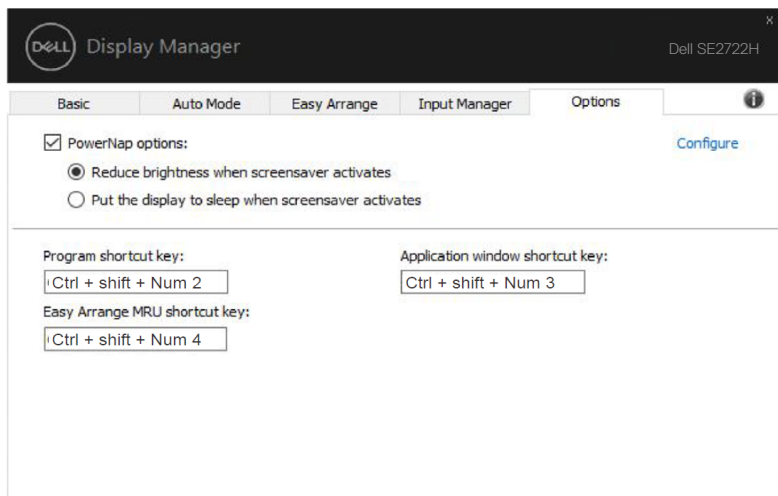 DELL Display Manager
x
Dell SE2722H
Basic Auto Mode Easy Arrange Input Manager Options
PowerNap options:
Configure
Reduce brightness when screensaver activates
Put the display to sleep when screensaver activates
Program shortcut key:
Application window shortcut key:
Ctrl + shift + Num 2
Ctrl + shift + Num 3
Easy Arrange MRU shortcut key:
Ctrl + shift + Num 4